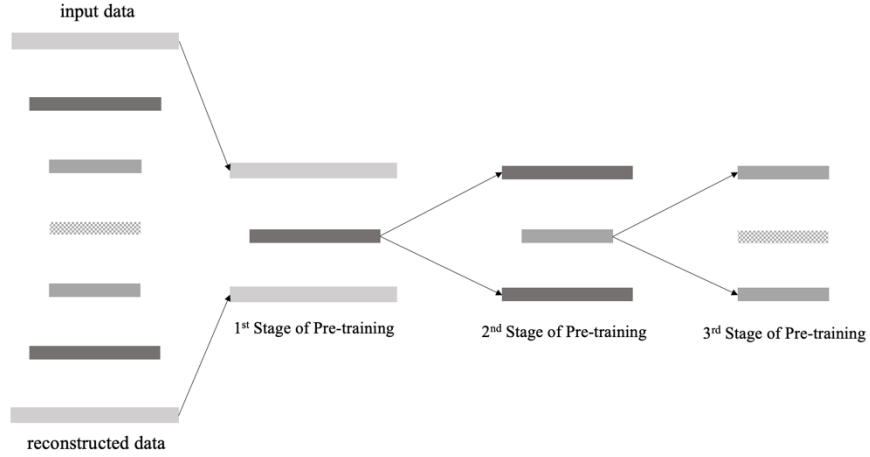 input data
1st Stage of Pre-training
2nd Stage of Pre-training
3rd Stage of Pre-training
reconstructed data